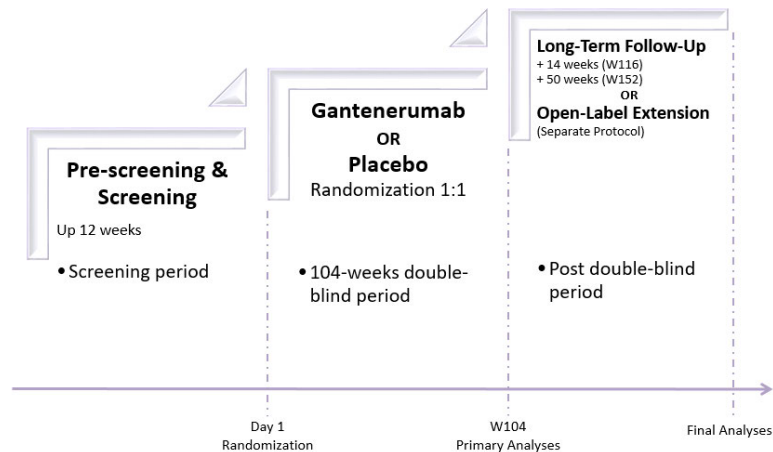 Pre-screening &
Screening
Up 12 weeks
• Screening period
Gantenerumab
OR
Placebo
Randomization 1:1
• 104-weeks double-
blind period
Long-Term Follow-Up
+ 14 weeks (W116)
+ 50 weeks (W152)
OR
Open-Label Extension
(Separate Protocol)
• Post double-blind
period
Day 1
Randomization
W104
Primary Analyses
Final Analyses